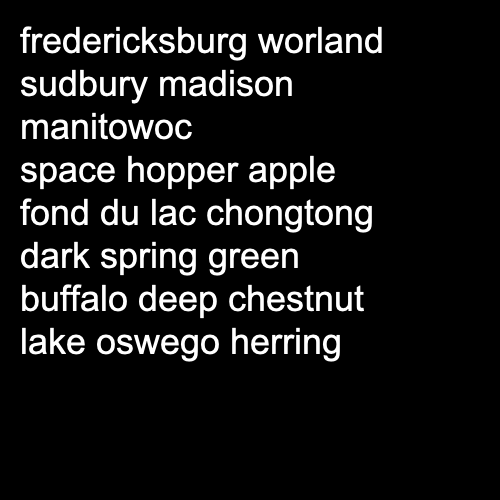 fredericksburg worland
sudbury madison
manitowoc
space hopper apple
fond du lac chongtong
dark spring green
buffalo deep chestnut
lake oswego herring